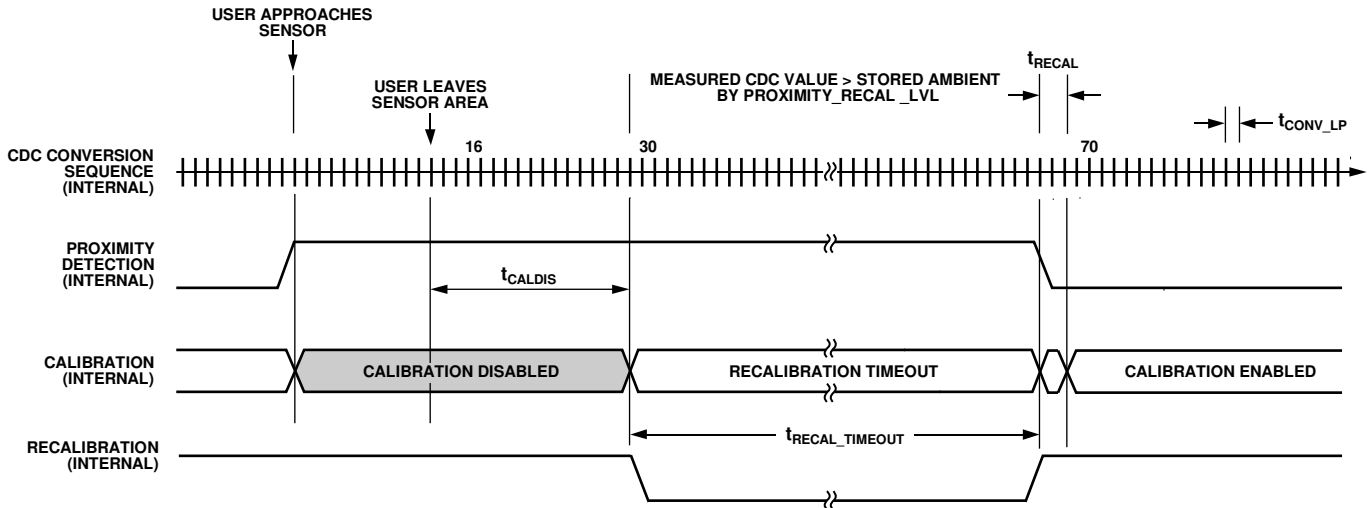 USER APPROACHES
SENSOR
USER LEAVES
SENSOR AREA
MEASURED CDC VALUE > STORED AMBIENT
BY PROXIMITY_RECAL _LVL
tRECAL
tCONV_LP
CDC CONVERSION
SEQUENCE
(INTERNAL)
16
30
70
PROXIMITY
DETECTION
(INTERNAL)
tCALDIS
CALIBRATION
(INTERNAL)
CALIBRATION DISABLED
RECALIBRATION TIMEOUT
CALIBRATION ENABLED
RECALIBRATION
(INTERNAL)
tRECAL_TIMEOUT